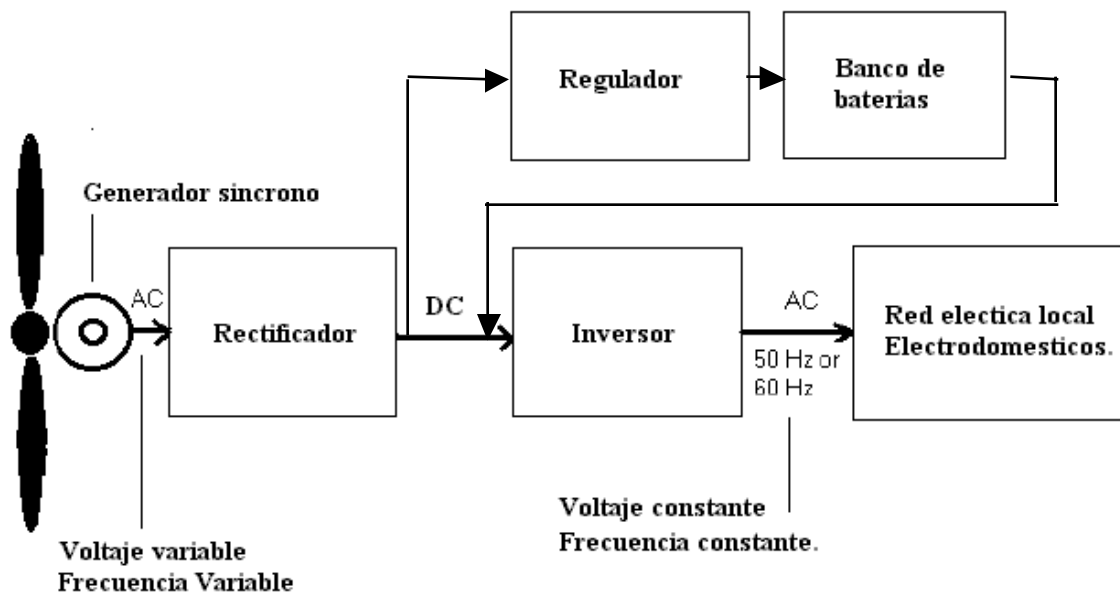 Regulador
Banco de
baterias
Generador sincrono
AC
Rectificador
DC
Inversor
AC
50 Hz or
60 Hz
Red electica local
Electrodomesticos.
Voltaje variable
Frecuencia Variable
Voltaje constante
Frecuencia constante.